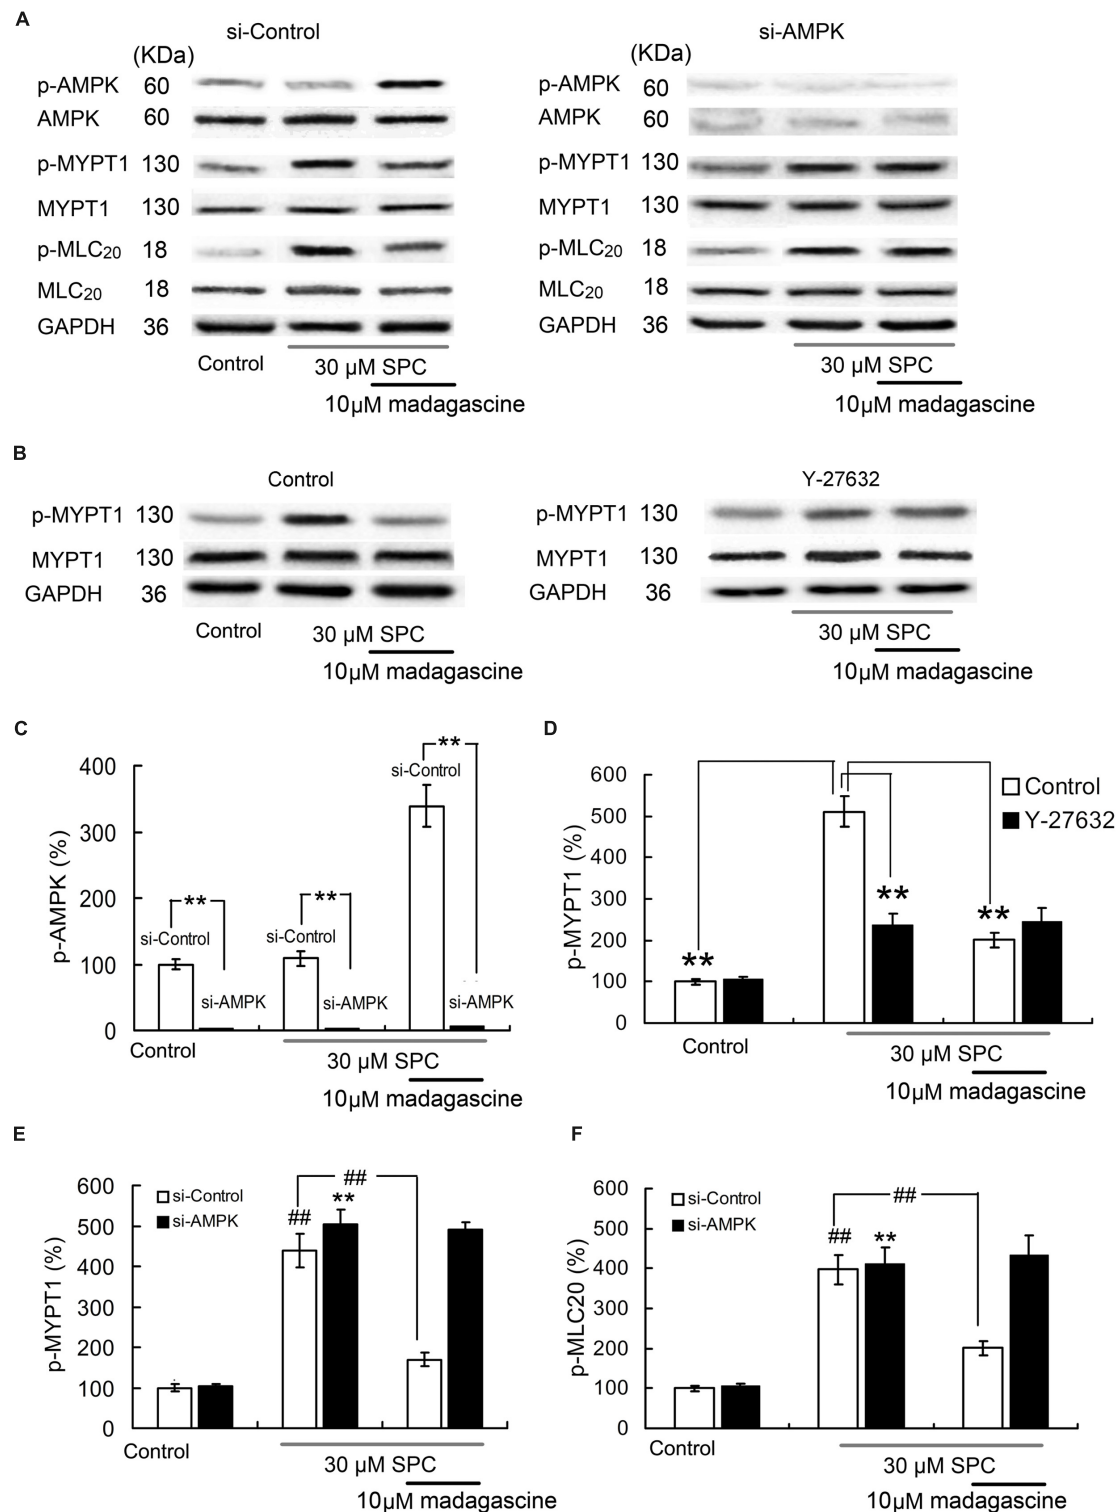 A
si-Control
(KDa)
p-AMPK 60
AMPK 60
p-MYPT1 130
MYPT1 130
p-MLC20 18
MLC20 18
GAPDH 36
Control
30 µM SPC
10µM madagascine
si-AMPK
(KDa)
p-AMPK 60
AMPK 60
p-MYPT1 130
MYPT1 130
p-MLC20 18
MLC20 18
GAPDH 36
30 µM SPC
10µM madagascine
B
Control
p-MYPT1 130
MYPT1 130
GAPDH 36
Control
30 µM SPC
10µM madagascine
Y-27632
p-MYPT1 130
MYPT1 130
GAPDH 36
30 µM SPC
10µM madagascine
C
p-AMPK (%)
400
300
200
100
0
**
si-Control
si-AMPK
**
si-Control
si-AMPK
**
si-Control
si-AMPK
Control
30 µM SPC
10µM madagascine
D
p-MYPT1 (%)
600
500
400
300
200
100
0
Control
Y-27632
**
**
**
Control
30 µM SPC
10µM madagascine
E
p-MYPT1 (%)
600
500
400
300
200
100
0
si-Control
si-AMPK
##
##
**
Control
30 µM SPC
10µM madagascine
F
p-MLC20 (%)
600
500
400
300
200
100
0
si-Control
si-AMPK
##
##
**
Control
30 µM SPC
10µM madagascine